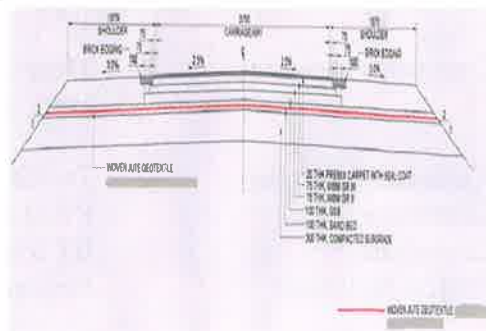 SHOULDER
CARRIAGEWAY
SHOULDER
BRICK EDGING
BRICK EDGING
3.0%
2.5%
3.0%
WOVEN JUTE GEOTEXTILE
20 THK PREMIX CARPET WITH SEAL COAT
75 THK, WBM GR III
75 THK, WBM GR II
100 THK, GSB
100 THK, SAND BED
300 THK, COMPACTED SUBGRADE
WOVEN JUTE GEOTEXTILE